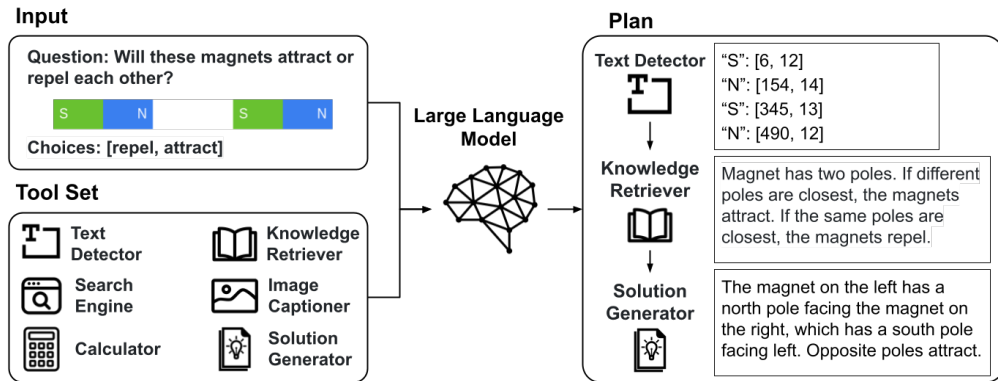 Input
Question: Will these magnets attract or
repel each other?
S N S N
Choices: [repel, attract]
Tool Set
T
Text
Detector
Knowledge
Retriever
Search
Engine
Image
Captioner
Calculator
Solution
Generator
Large Language
Model
Plan
Text Detector
T
"S": [6, 12]
"N": [154, 14]
"S": [345, 13]
"N": [490, 12]
Knowledge
Retriever
Magnet has two poles. If different
poles are closest, the magnets
attract. If the same poles are
closest, the magnets repel.
Solution
Generator
The magnet on the left has a
north pole facing the magnet on
the right, which has a south pole
facing left. Opposite poles attract.